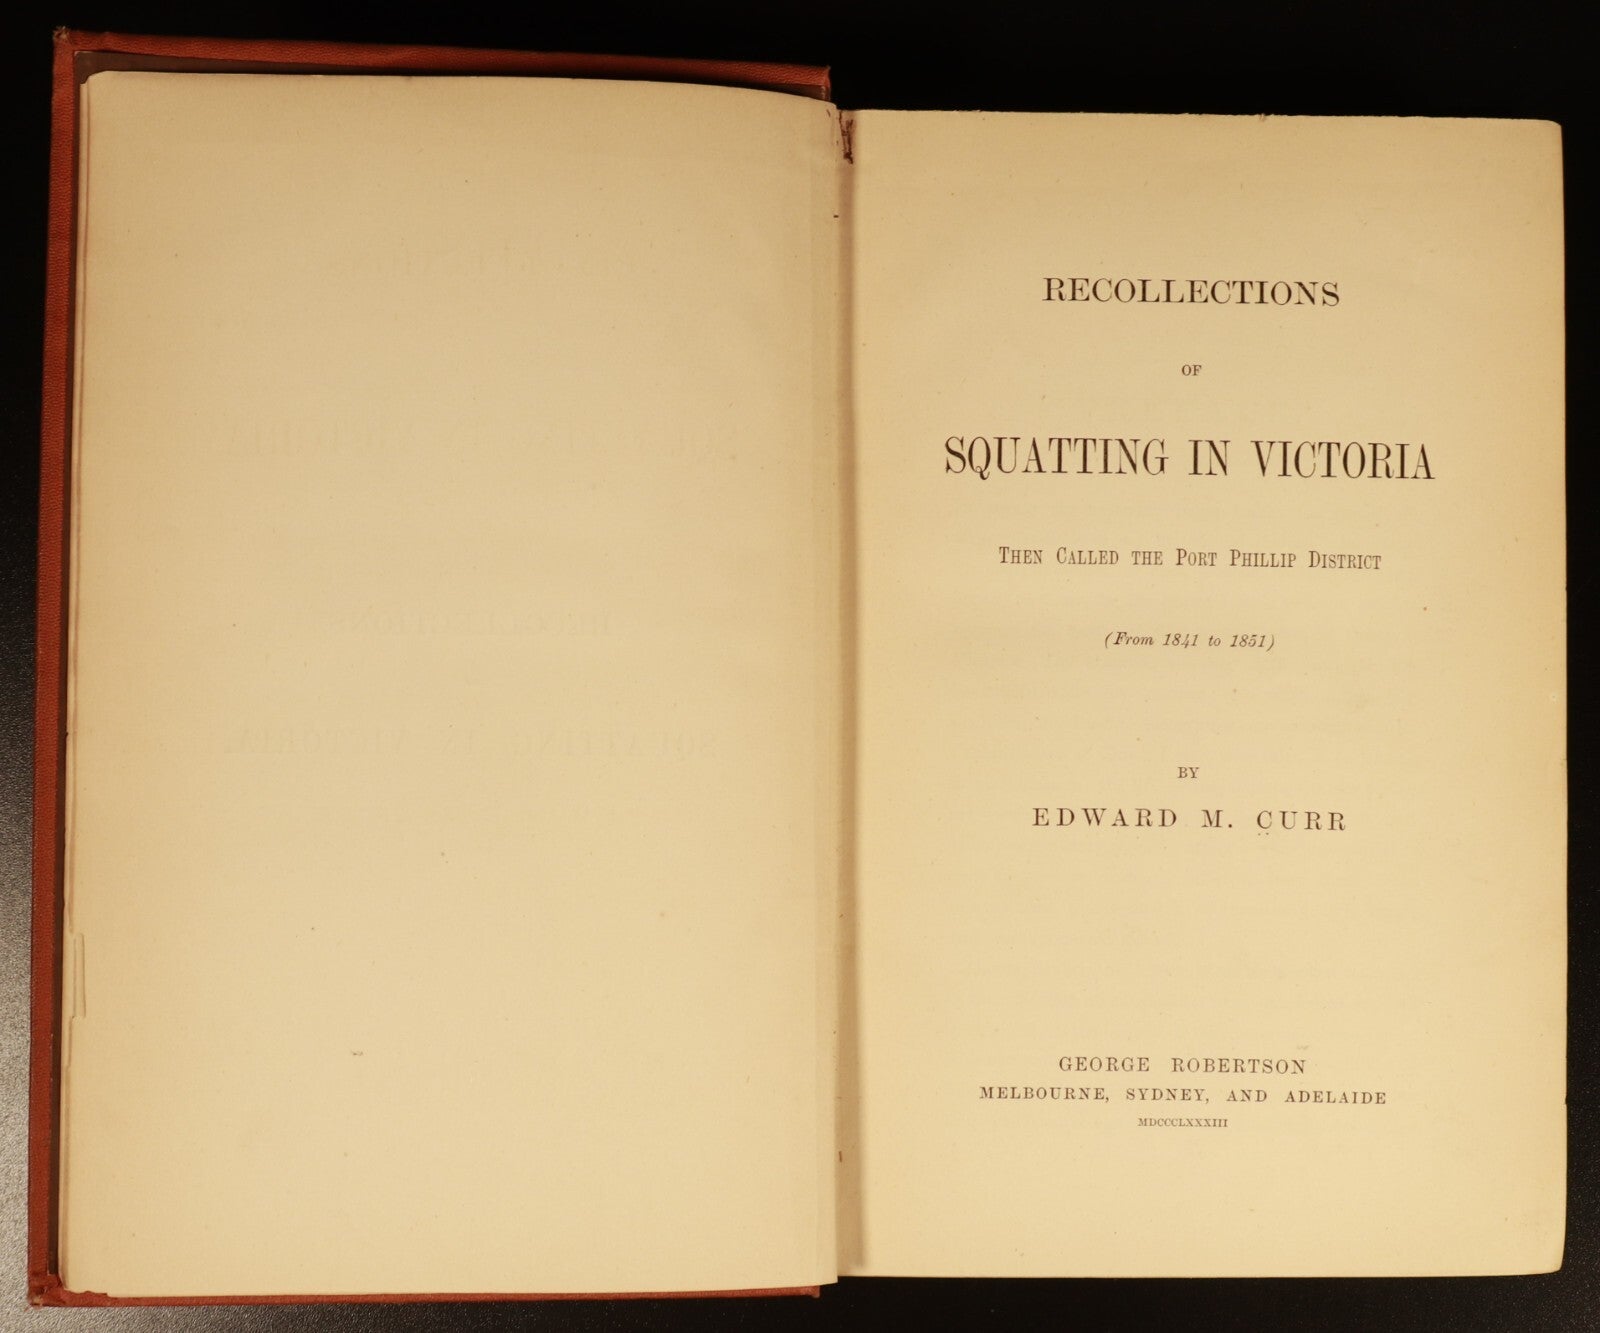 RECOLLECTIONS
OF
SQUATTING IN VICTORIA
THEN CALLED THE PORT PHILLIP DISTRICT
(From 1841 to 1851)
BY
EDWARD M. CURR
GEORGE ROBERTSON
MELBOURNE, SYDNEY, AND ADELAIDE
MDCCCLXXXIII